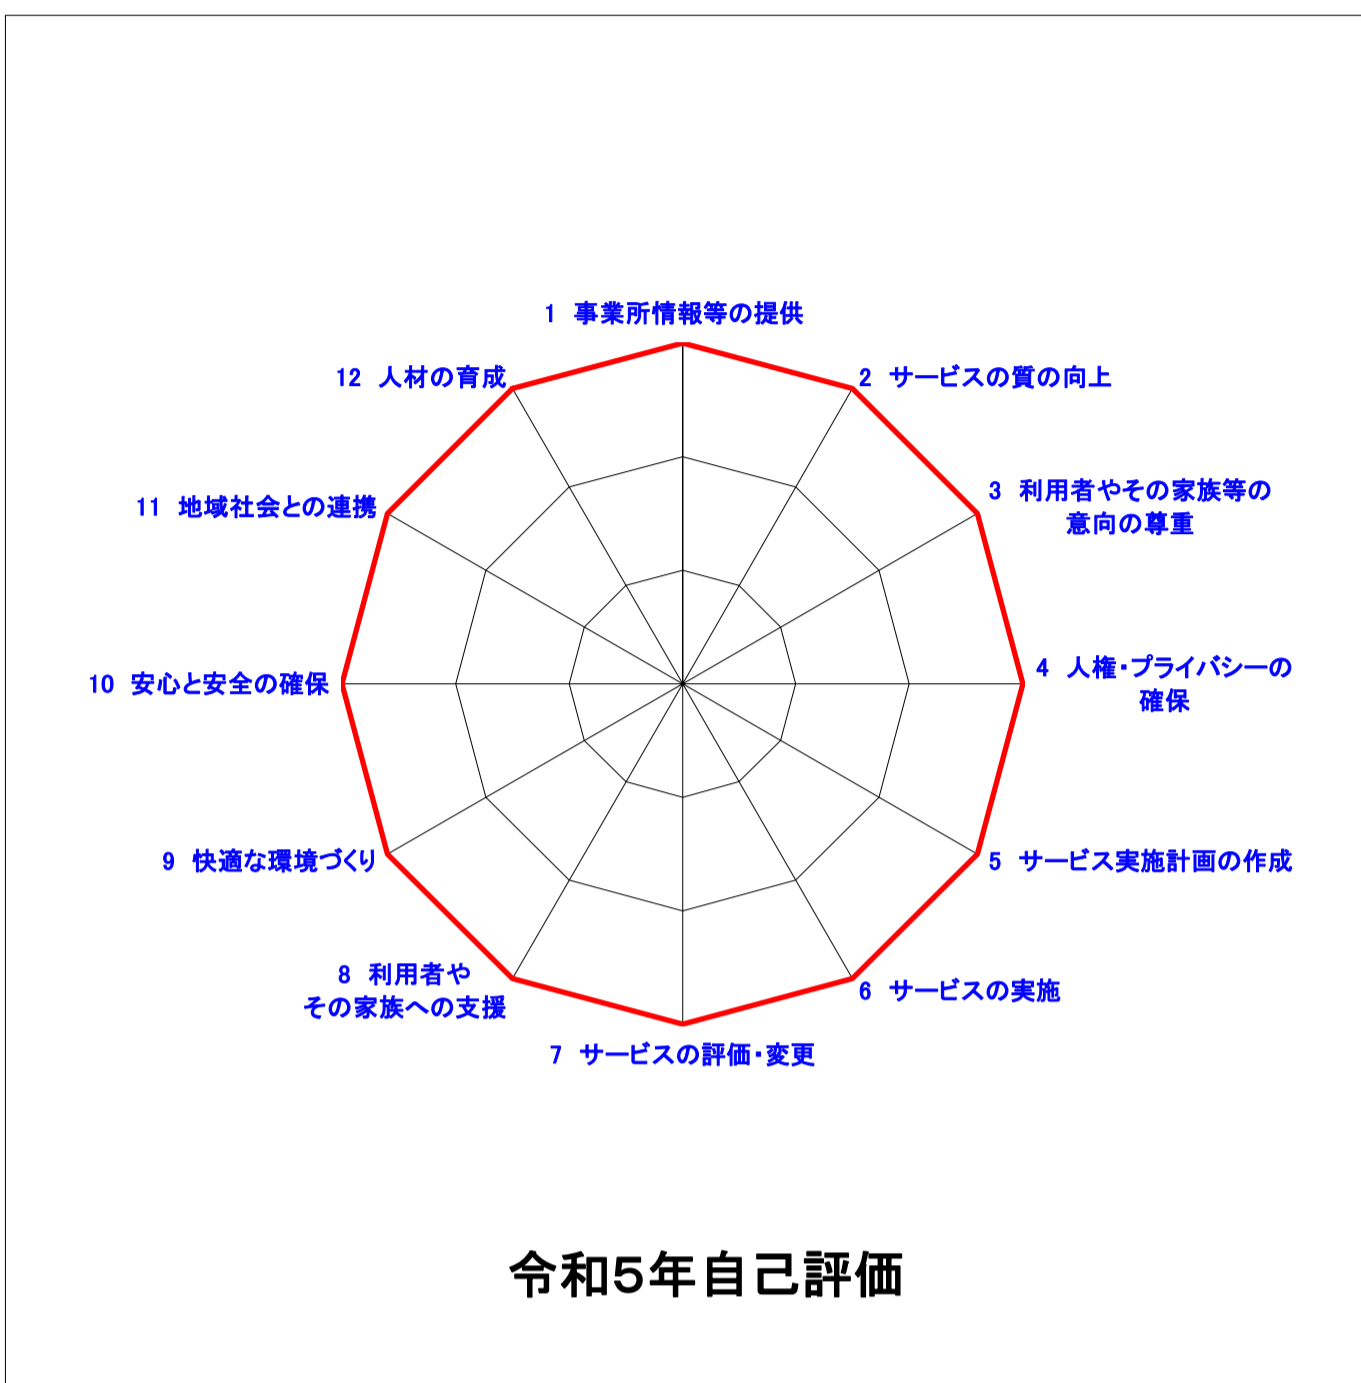 1 事業所情報等の提供
2 サービスの質の向上
3 利用者やその家族等の
意向の尊重
4 人権・プライバシーの
確保
5 サービス実施計画の作成
6 サービスの実施
7 サービスの評価・変更
8 利用者や
その家族への支援
9 快適な環境づくり
10 安心と安全の確保
11 地域社会との連携
12 人材の育成
令和5年自己評価